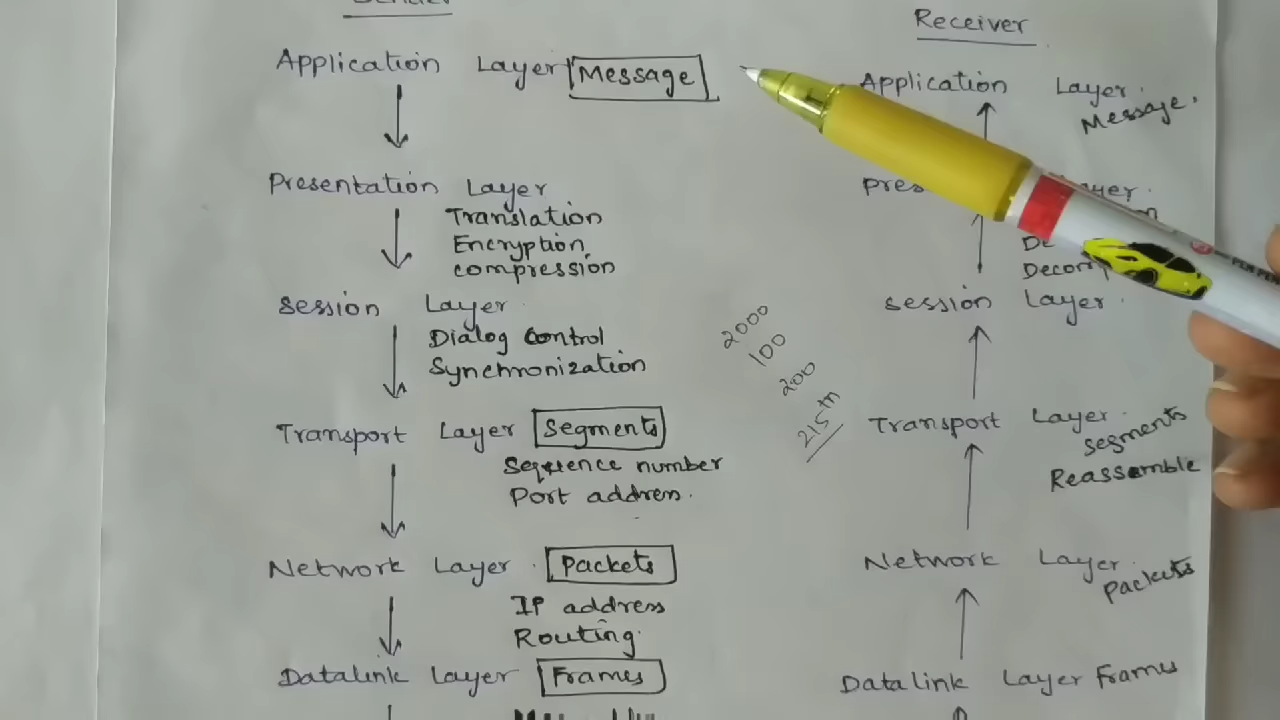 Sender
Application Layer Message
Presentation Layer
Translation
Encryption
compression
session Layer
Dialog control
Synchronization
Transport Layer Segments
Sequence number
Port address.
Network Layer. Packets
IP address
Routing.
Datalink Layer Frames
2000
100
200
215th
Receiver
Application Layer.
Message.
Layer.
session Layer.
Transport Layer.
segments
Reassemble
Network Layer.
Packets
Datalink Layer Frames